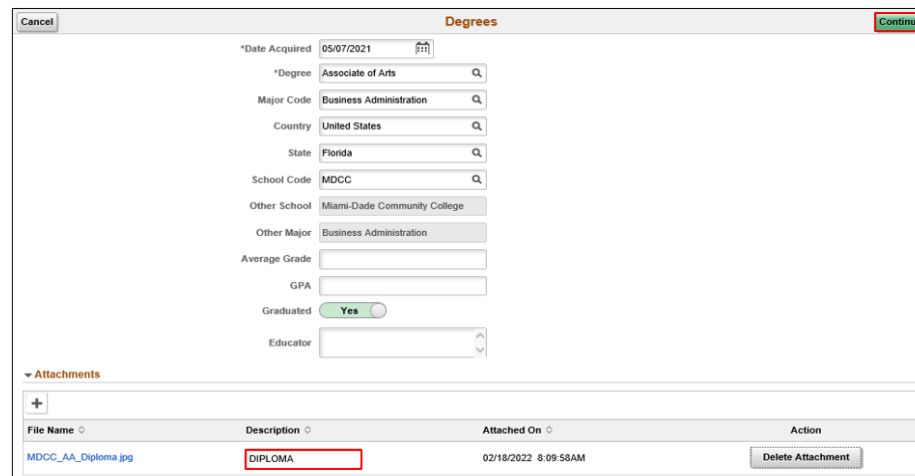 Cancel Degrees Continu
*Date Acquired 05/07/2021
*Degree Associate of Arts
Major Code Business Administration
Country United States
State Florida
School Code MDCC
Other School Miami-Dade Community College
Other Major Business Administration
Average Grade
GPA
Graduated Yes
Educator
Attachments
+
File Name Description Attached On Action
MDCC_AA_Diploma.jpg DIPLOMA 02/18/2022 8:09:58AM Delete Attachment